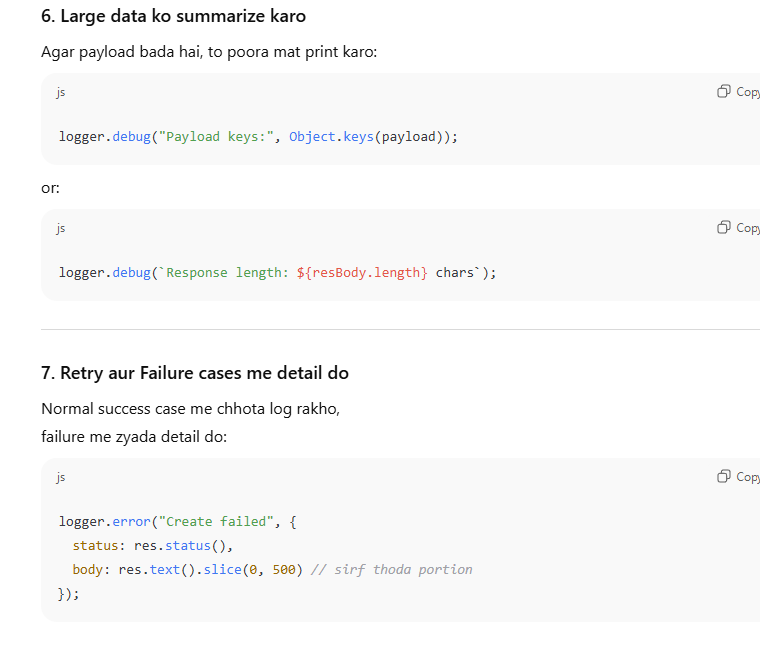 6. Large data ko summarize karo
Agar payload bada hai, to poora mat print karo:
js
Copy
logger.debug("Payload keys:", Object.keys(payload));
or:
js
Copy
logger.debug(`Response length: ${resBody.length} chars`);
7. Retry aur Failure cases me detail do
Normal success case me chhota log rakho,
failure me zyada detail do:
js
Copy
logger.error("Create failed", {
  status: res.status(),
  body: res.text().slice(0, 500) // sirf thoda portion
});